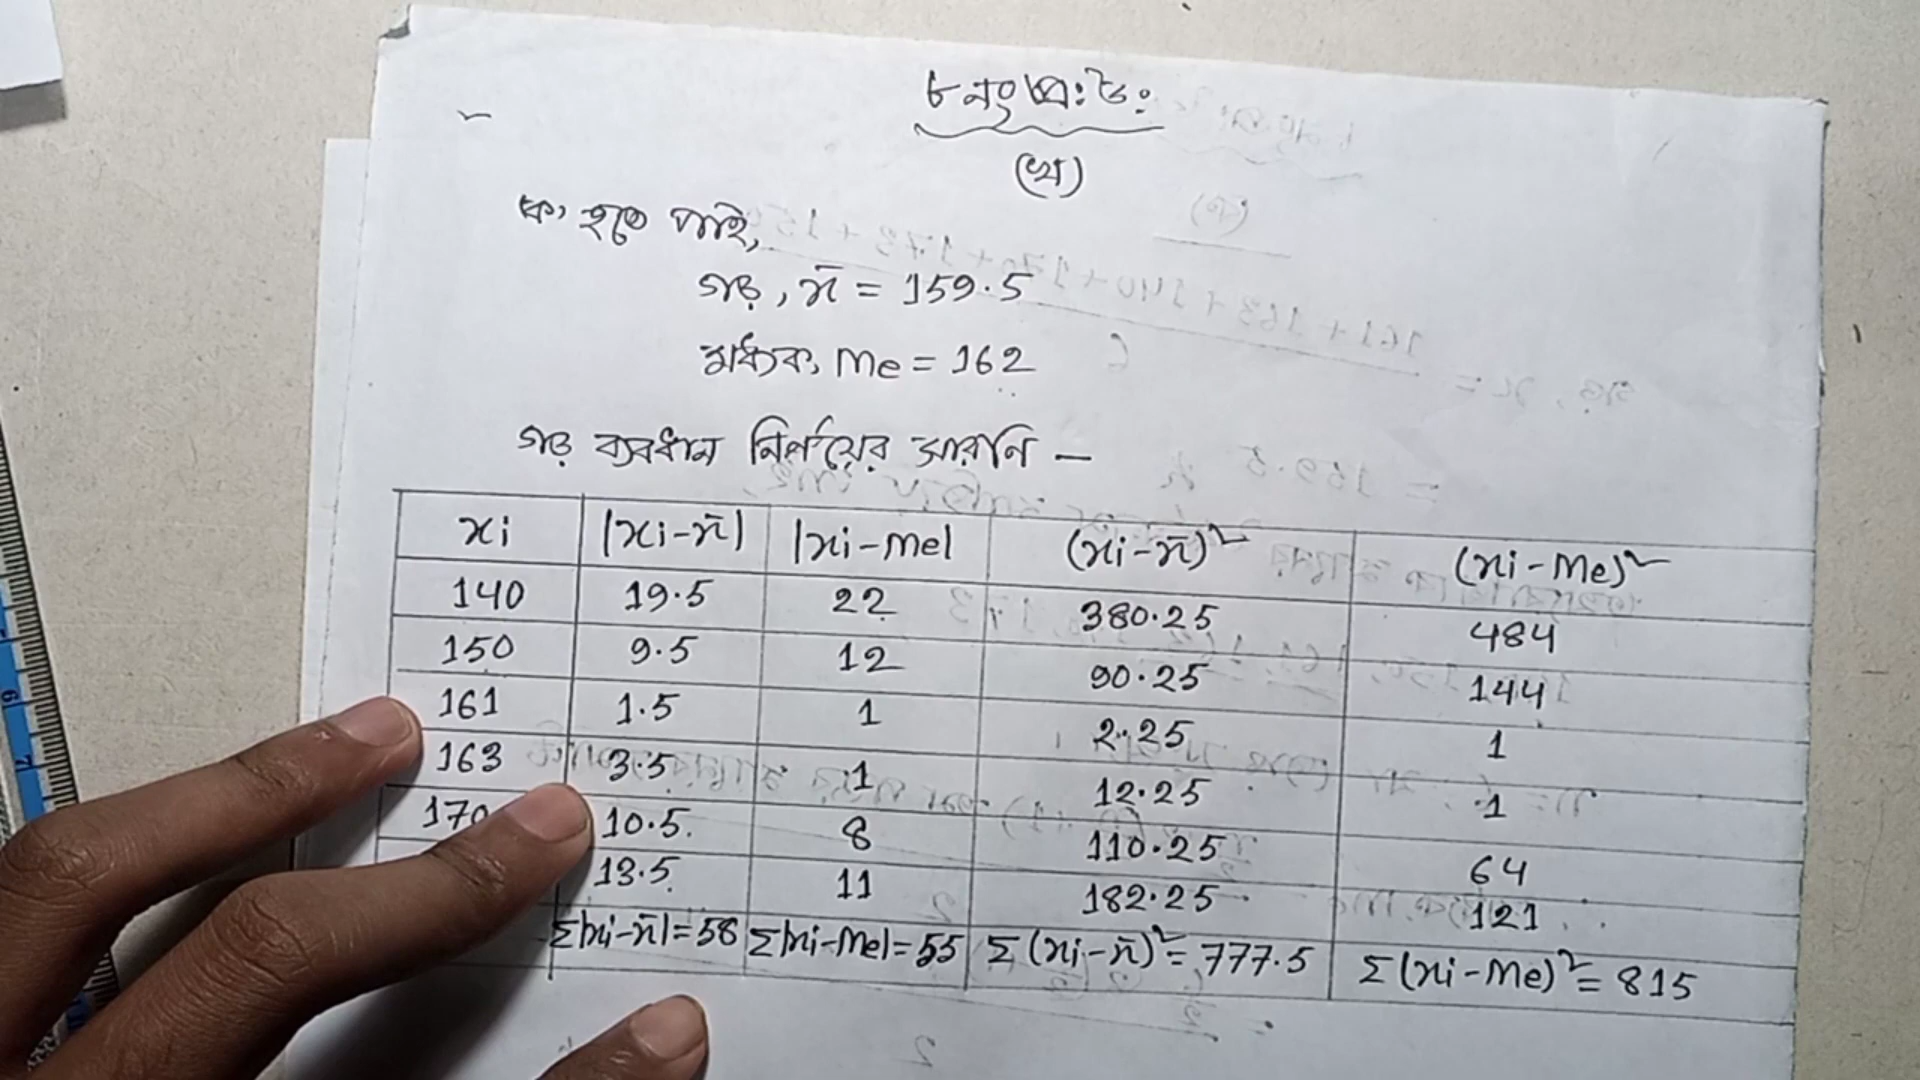 ৮ নং প্রঃ উঃ
(খ)
'ক' হতে পাই,
গড়, x̄ = 159.5
মধ্যক, Me = 162
গড় ব্যবধান নির্ণয়ের সারনি —
xi |xi-x̄| |xi-Me| (xi-x̄)² (xi-Me)²
140 19.5 22 380.25 484
150 9.5 12 90.25 144
161 1.5 1 2.25 1
163 3.5 1 12.25 1
170 10.5 8 110.25 64
13.5 11 182.25 121
Σ|xi-x̄|=58 Σ|xi-Me|=55 Σ(xi-x̄)²=777.5 Σ(xi-Me)²=815